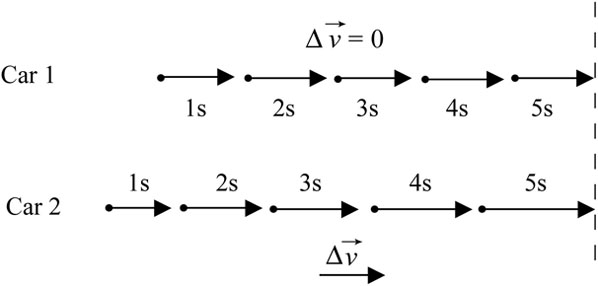 Δv⃗ = 0
Car 1
1s 2s 3s 4s 5s
1s 2s 3s 4s 5s
Car 2
Δv⃗